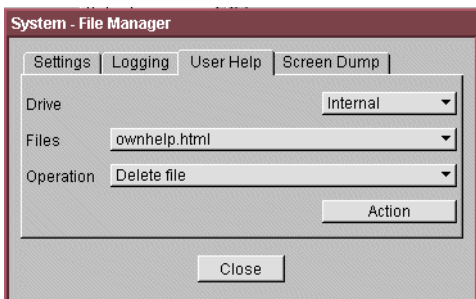 System - File Manager
Settings Logging User Help Screen Dump
Drive Internal
Files ownhelp.html
Operation Delete file
Action
Close